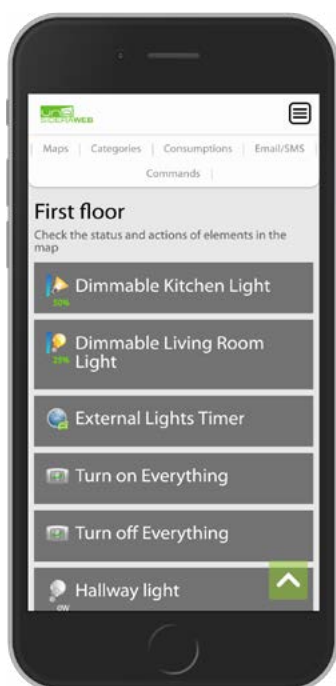 UNA
SIDERAWEB
Maps | Categories | Consumptions | Email/SMS
Commands |
First floor
Check the status and actions of elements in the
map
50%
Dimmable Kitchen Light
25%
Dimmable Living Room
Light
External Lights Timer
Turn on Everything
Turn off Everything
Hallway light
0W